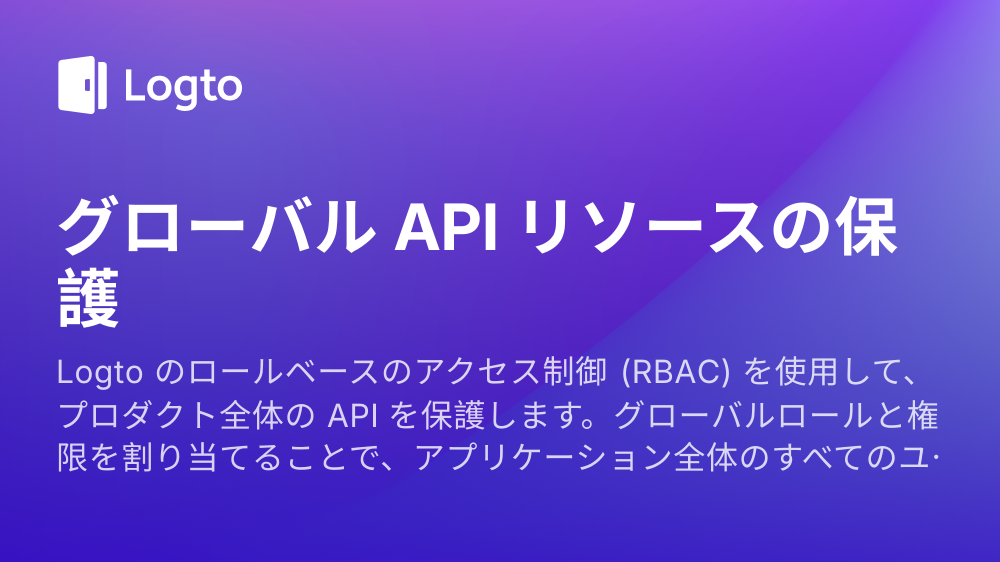 Logto
グローバル API リソースの保
護
Logto のロールベースのアクセス制御 (RBAC) を使用して、
プロダクト全体の API を保護します。グローバルロールと権
限を割り当てることで、アプリケーション全体のすべてのユ·